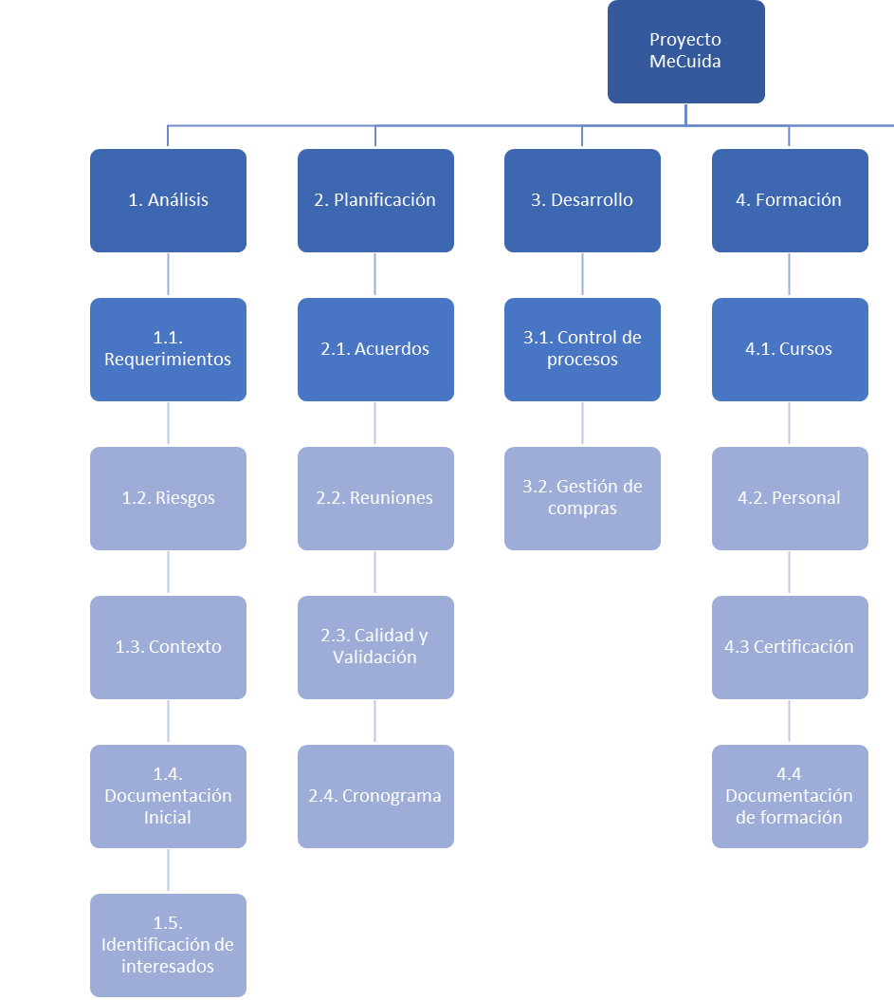 Proyecto
MeCuida
1. Análisis
2. Planificación
3. Desarrollo
4. Formación
1.1.
Requerimientos
2.1. Acuerdos
3.1. Control de
procesos
4.1. Cursos
1.2. Riesgos
2.2. Reuniones
3.2. Gestión de
compras
4.2. Personal
1.3. Contexto
2.3. Calidad y
Validación
4.3 Certificación
1.4.
Documentación
Inicial
2.4. Cronograma
4.4
Documentación
de formación
1.5.
Identificación de
interesados